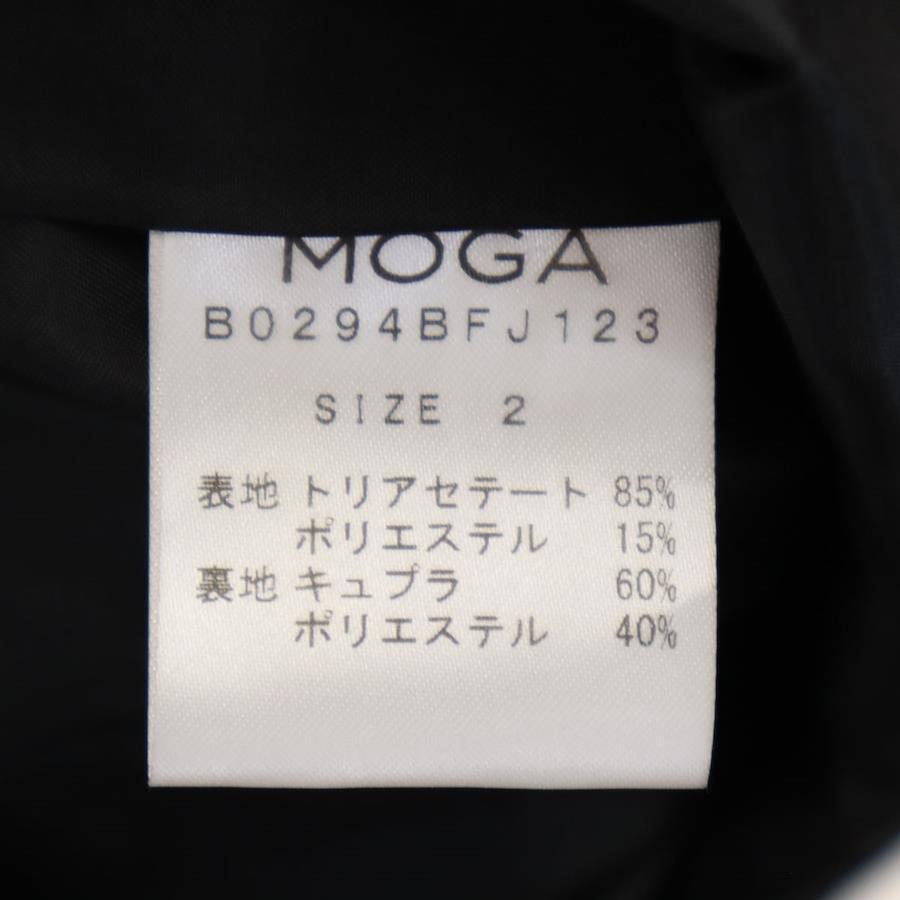 MOGA
B0294BFJ123
SIZE 2
表地 トリアセテート 85%
ポリエステル 15%
裏地 キュプラ 60%
ポリエステル 40%